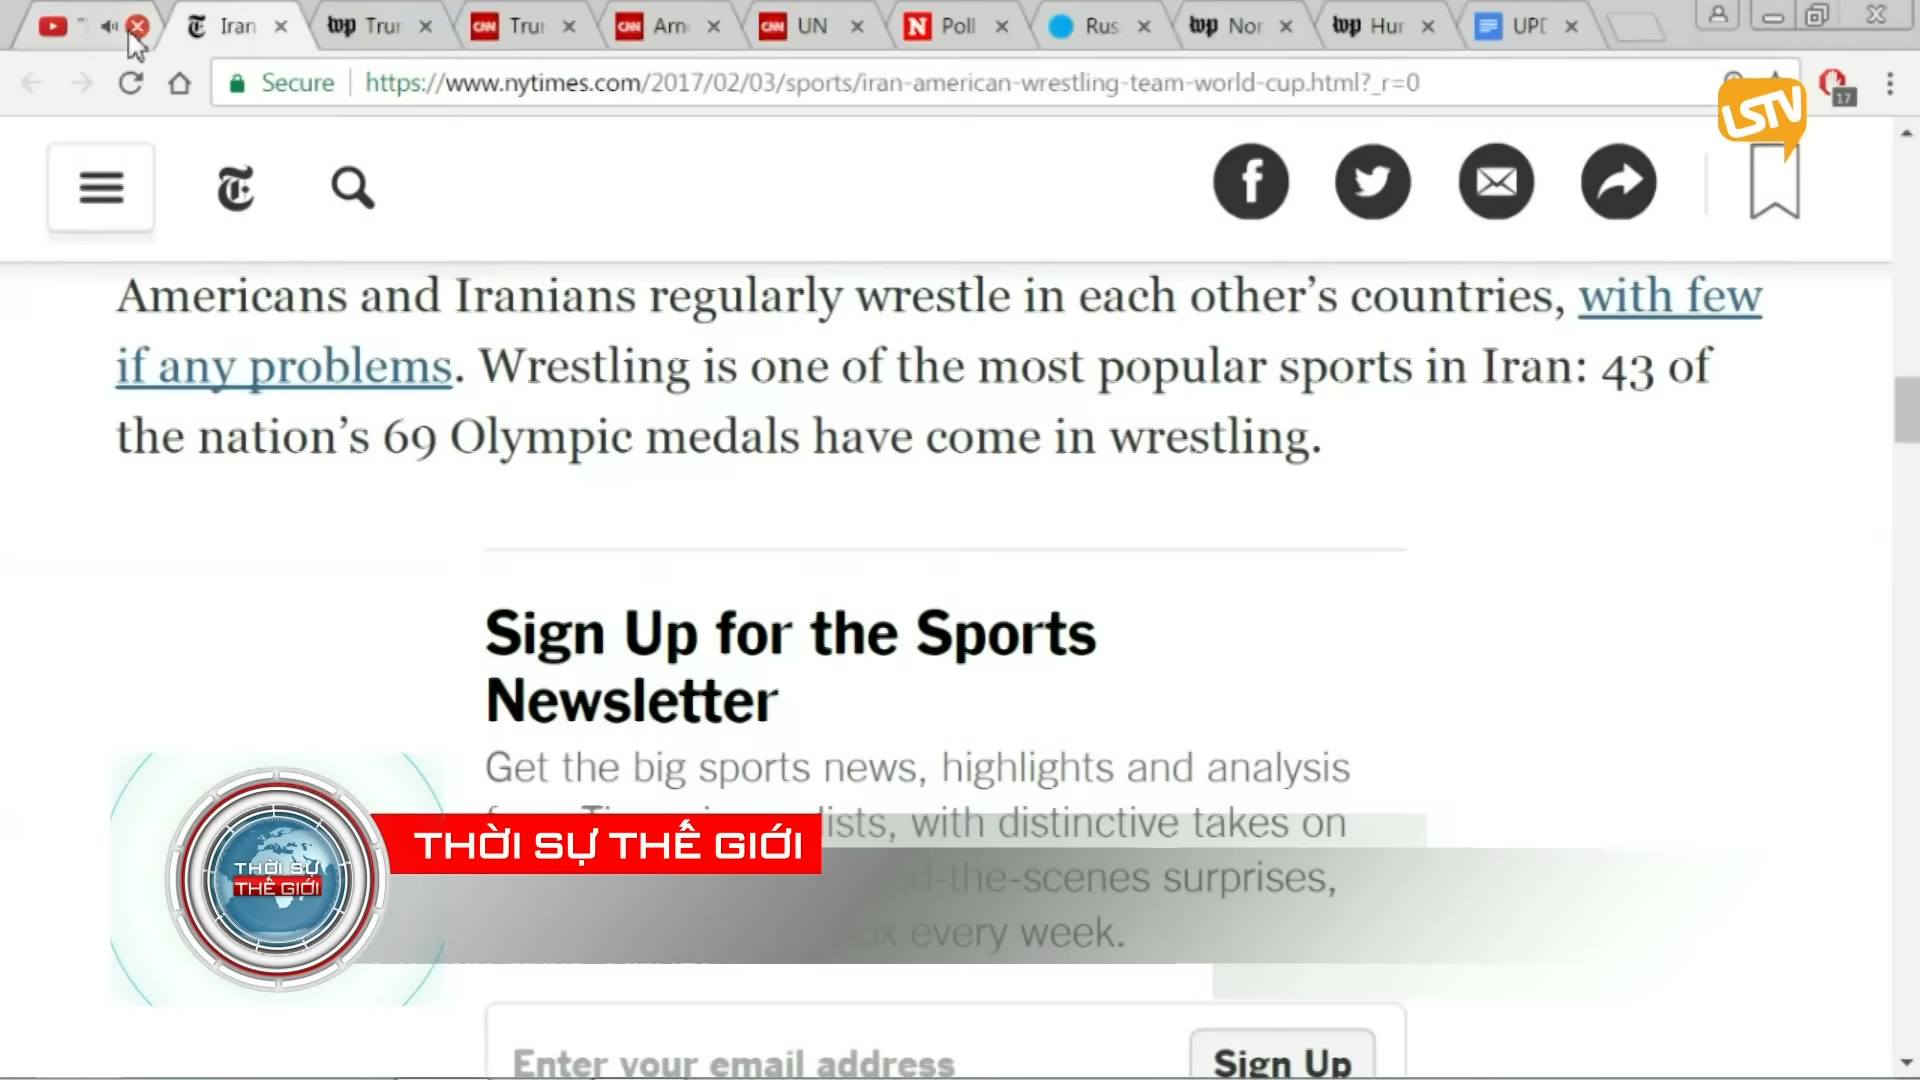 Iran
Trur
Trur
Arn
UN
Poll
Rus
Nor
Hur
UPD
Secure
https://www.nytimes.com/2017/02/03/sports/iran-american-wrestling-team-world-cup.html?_r=0
17
LSTV
Americans and Iranians regularly wrestle in each other’s countries, with few
if any problems. Wrestling is one of the most popular sports in Iran: 43 of
the nation’s 69 Olympic medals have come in wrestling.
Sign Up for the Sports
Newsletter
Get the big sports news, highlights and analysis
with distinctive takes on
THỜI SỰ THẾ GIỚI
THỜI SỰ
THẾ GIỚI
surprises,
every week.
Enter your email address
Sign Up